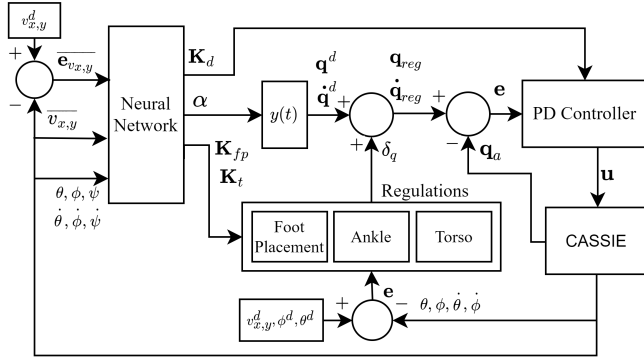 v^d_{x,y}
+
\overline{e_{v_{x,y}}}
−
\overline{v_{x,y}}
θ, ϕ, ψ
θ̇, ϕ̇, ψ̇
Neural
Network
K_d
α
K_{fp}
K_t
y(t)
q^d
q̇^d
+
+
δ_q
q_{reg}
q̇_{reg}
+
−
e
q_a
PD Controller
u
CASSIE
Regulations
Foot
Placement
Ankle
Torso
e
v^d_{x,y}, ϕ^d, θ^d
+
−
θ, ϕ, θ̇, ϕ̇